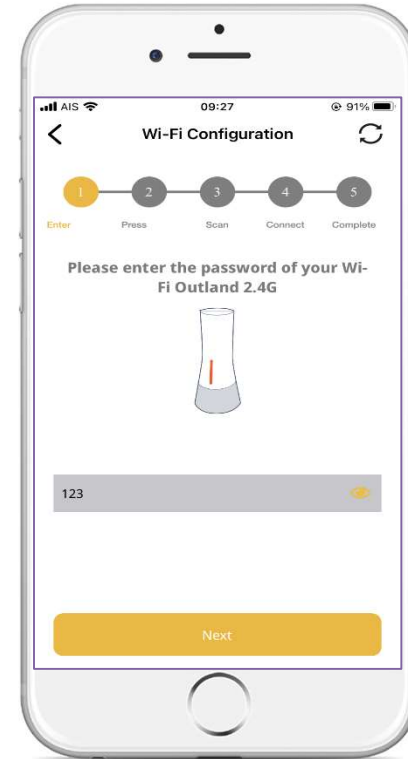 AIS 09:27 91%
Wi-Fi Configuration
1 2 3 4 5
Enter Press Scan Connect Complete
Please enter the password of your Wi-
Fi Outland 2.4G
123
Next